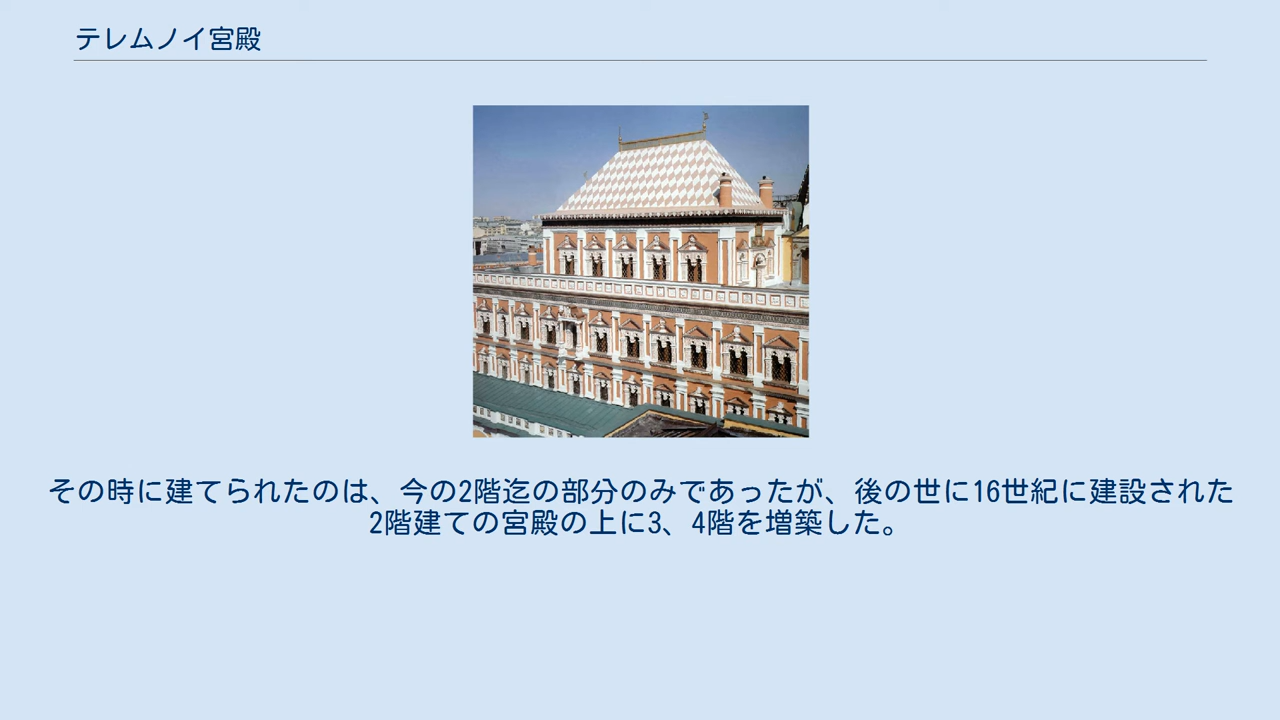 テレムノイ宮殿
その時に建てられたのは、今の2階迄の部分のみであったが、後の世に16世紀に建設された
2階建ての宮殿の上に3、4階を増築した。